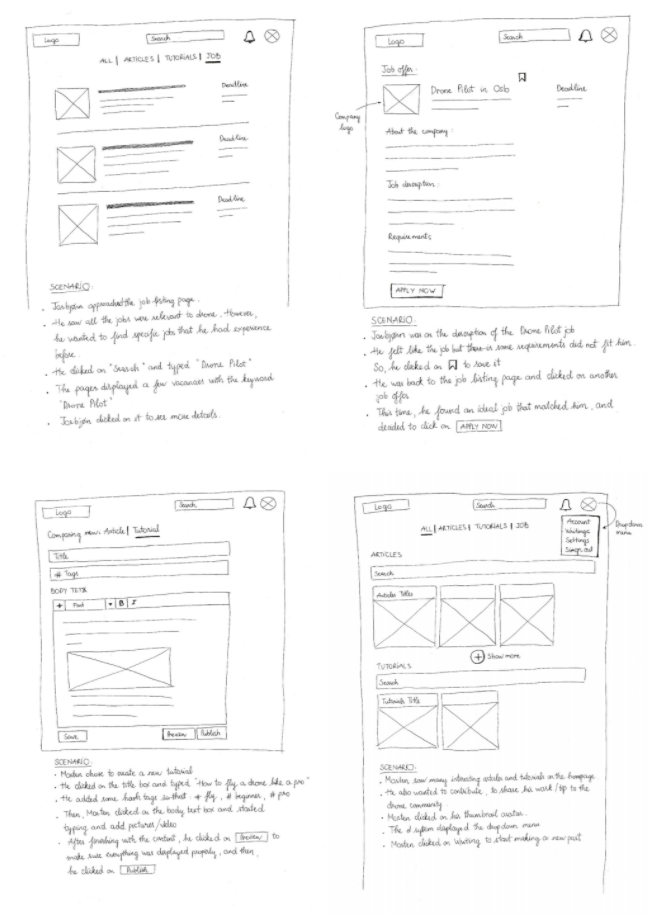 Logo
Search
ALL | ARTICLES | TUTORIALS | JOB
Deadline
Deadline
Deadline
SCENARIO:
• Jasbjørn approached the job listing page.
• He saw all the jobs were relevant to drone. However,
he wanted to find specific jobs that he had experience
before.
• He clicked on "Search" and typed "Drone Pilot"
• The pages displayed a few vacancies with the keyword
"Drone Pilot"
• Jasbjørn clicked on it to see more details.
Logo
Search
Job offer:
Drone Pilot in Oslo
Deadline
Company
logo
About the company:
Job description:
Requirements
APPLY NOW
SCENARIO:
Jasbjørn was on the description of the Drone Pilot job
• He felt like the job but there is some requirements did not fit him.
So, he clicked on to save it
• He was back to the job listing page and clicked on another
job offer
• This time, he found an ideal job that matched him, and
decided to click on APPLY NOW
Logo
Search
Composing new: Article | Tutorial
Title
# Tags
BODY TEXT
+ Font B I
Save
Preview
Publish
SCENARIO:
• Morten chose to create a new tutorial
• He clicked on the title box and typed "How to fly a drone like a pro"
• He added some hash tags such as: # fly, # beginner, # pro
• Then, Morten clicked on the body text box and started
typing and add pictures/video
• After finishing with the content, he clicked on Preview to
make sure everything was displayed properly, and then,
he clicked on Publish
Logo
Search
ALL | ARTICLES | TUTORIALS | JOB
Account
Writings
Settings
Sign out
Dropdown
menu
ARTICLES
Search
Articles Titles
+ Show more
TUTORIALS
Search
Tutorials Title
SCENARIO:
• Morten saw many interesting articles and tutorials on the homepage
• He also wanted to contribute, to share his work/tip to the
drone community
• Morten clicked on his thumbnail avatar.
• The system displayed the dropdown menu
• Morten clicked on Writing to start making a new post